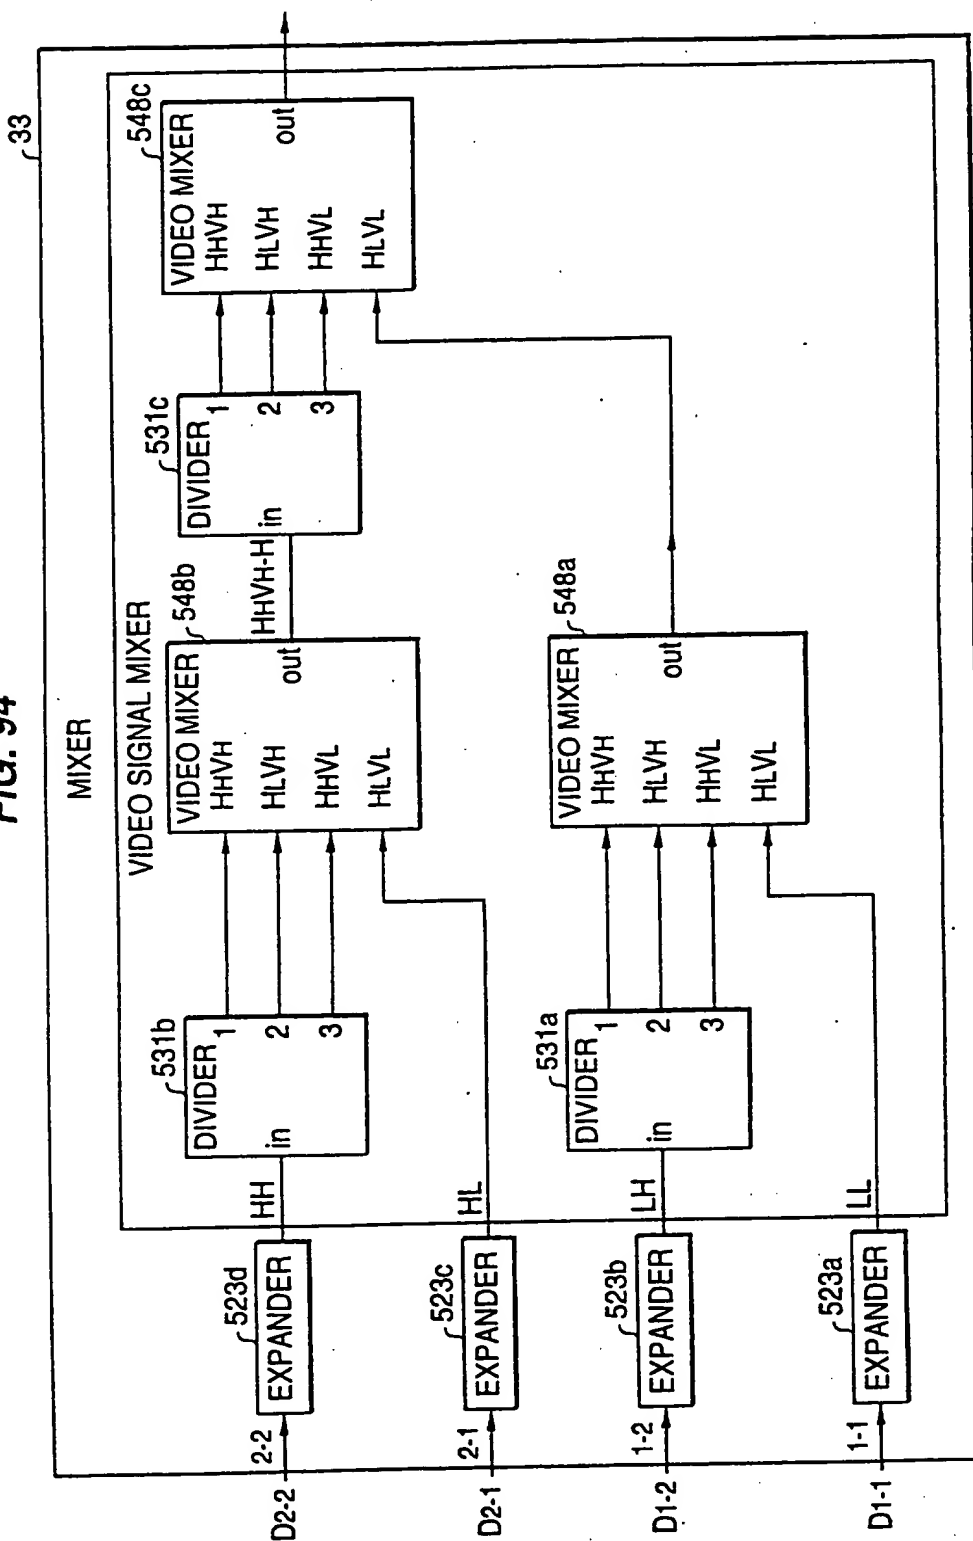 FIG. 94
33
MIXER
VIDEO SIGNAL MIXER
D2-2
2-2
EXPANDER
523d
HH
DIVIDER
531b
in
1
2
3
VIDEO MIXER
548b
HHVH
HLVH
HHVL
HLVL
out
HHVH-H
DIVIDER
531c
in
1
2
3
VIDEO MIXER
548c
HHVH
HLVH
HHVL
HLVL
out
D2-1
2-1
EXPANDER
523c
HL
D1-2
1-2
EXPANDER
523b
LH
DIVIDER
531a
in
1
2
3
VIDEO MIXER
548a
HHVH
HLVH
HHVL
HLVL
out
D1-1
1-1
EXPANDER
523a
LL